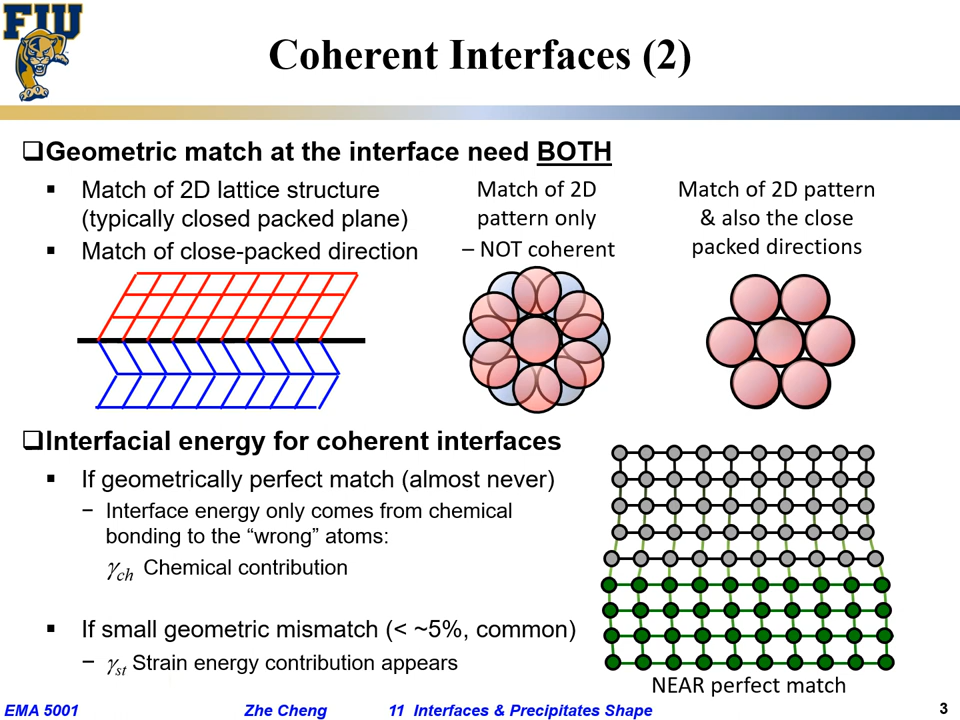 FIU
Coherent Interfaces (2)
❑Geometric match at the interface need BOTH
▪ Match of 2D lattice structure
(typically closed packed plane)
▪ Match of close-packed direction
Match of 2D
pattern only
– NOT coherent
Match of 2D pattern
& also the close
packed directions
❑Interfacial energy for coherent interfaces
▪ If geometrically perfect match (almost never)
− Interface energy only comes from chemical
bonding to the “wrong” atoms:
γch Chemical contribution
▪ If small geometric mismatch (< ~5%, common)
− γst Strain energy contribution appears
NEAR perfect match
EMA 5001 Zhe Cheng 11 Interfaces & Precipitates Shape 3